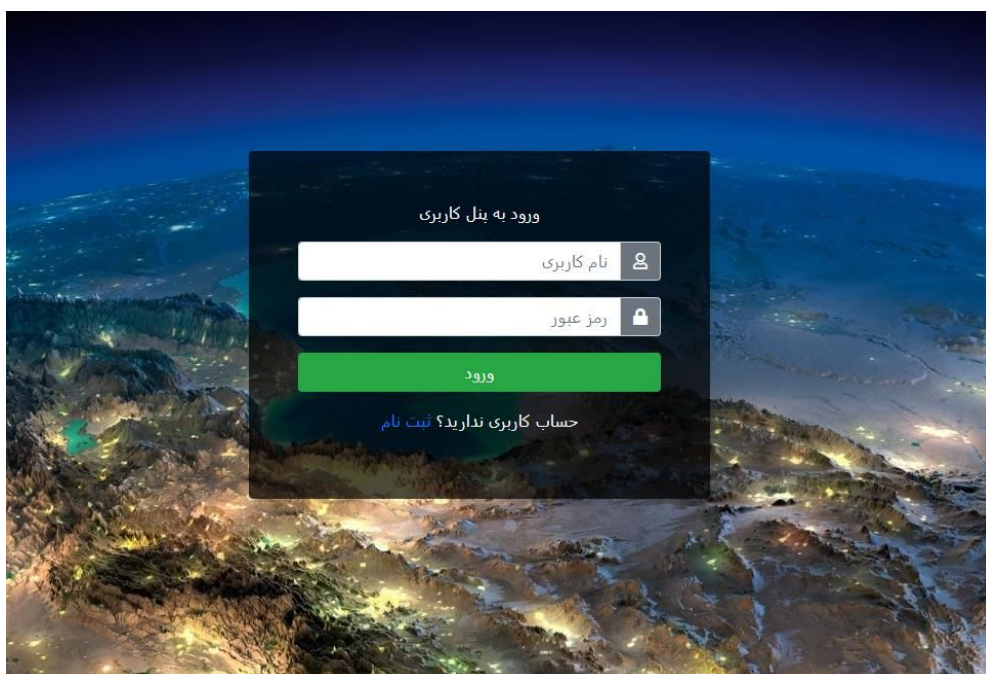 ورود به پنل کاربری
نام کاربری
رمز عبور
ورود
حساب کاربری ندارید؟ ثبت نام